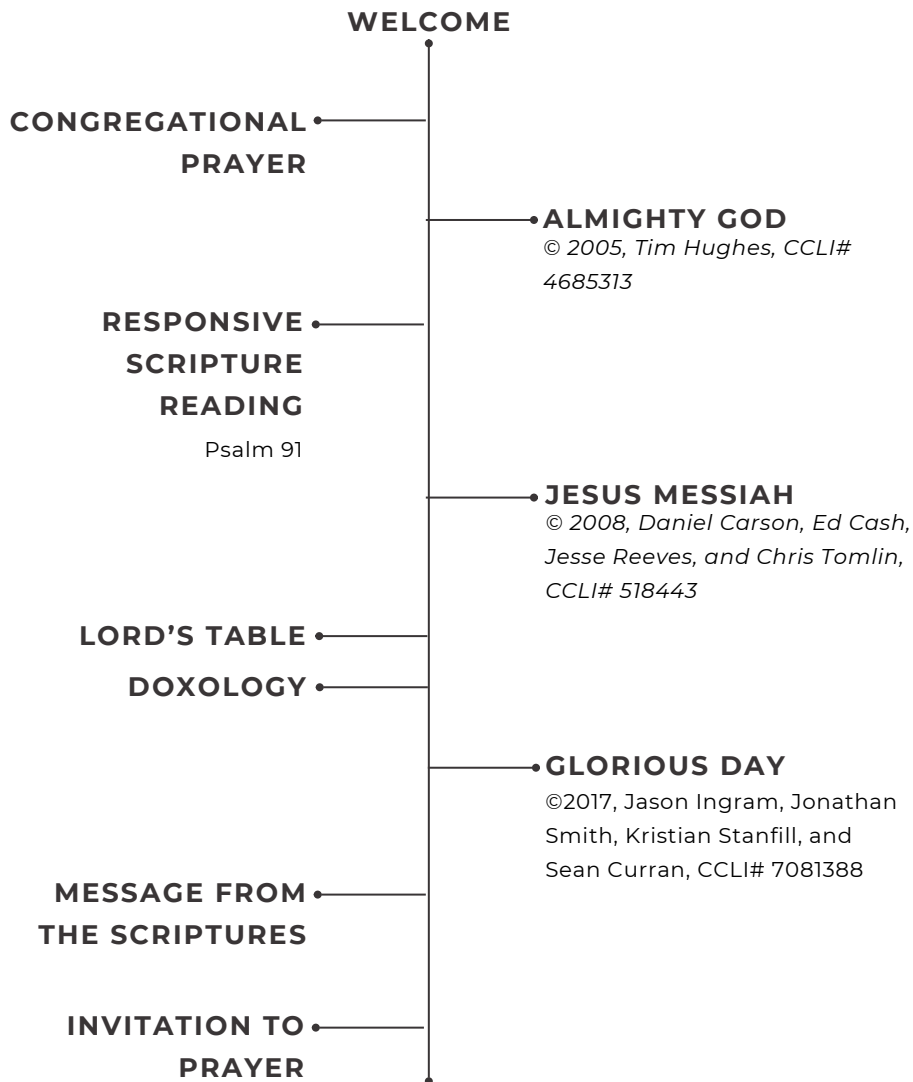 WELCOME
CONGREGATIONAL
PRAYER
ALMIGHTY GOD
© 2005, Tim Hughes, CCLI#
4685313
RESPONSIVE
SCRIPTURE
READING
Psalm 91
JESUS MESSIAH
© 2008, Daniel Carson, Ed Cash,
Jesse Reeves, and Chris Tomlin,
CCLI# 518443
LORD’S TABLE
DOXOLOGY
GLORIOUS DAY
©2017, Jason Ingram, Jonathan
Smith, Kristian Stanfill, and
Sean Curran, CCLI# 7081388
MESSAGE FROM
THE SCRIPTURES
INVITATION TO
PRAYER